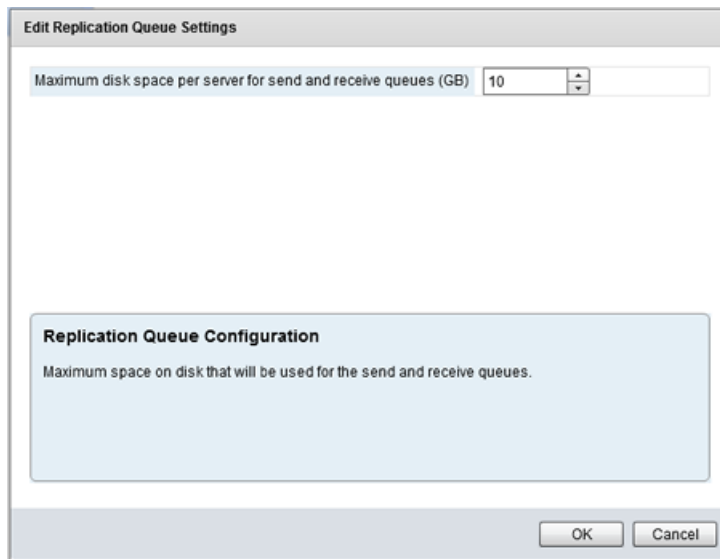 Edit Replication Queue Settings
Maximum disk space per server for send and receive queues (GB) 10
Replication Queue Configuration
Maximum space on disk that will be used for the send and receive queues.
OK Cancel